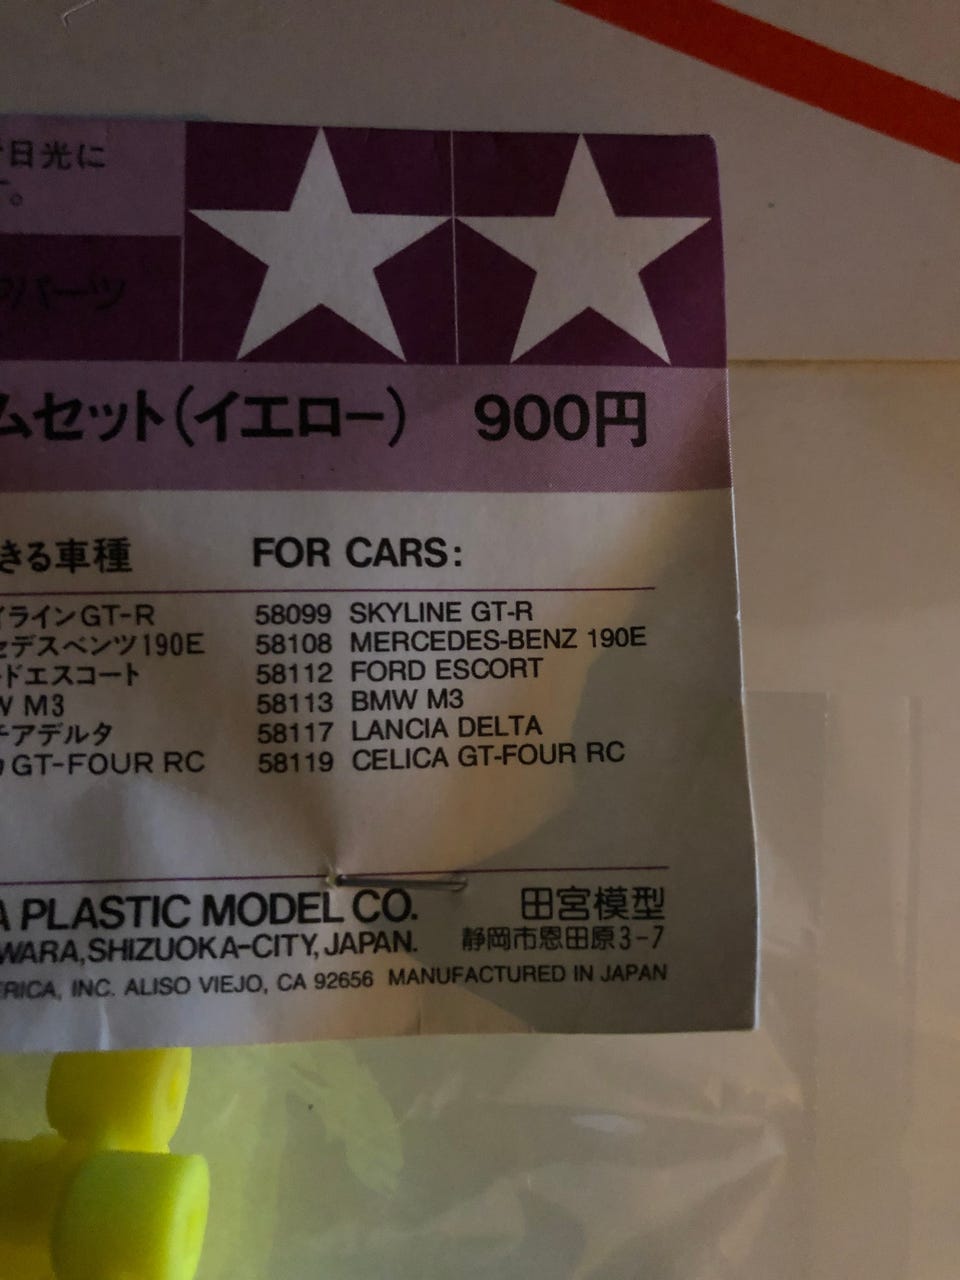 日光に
す。
パーツ
ムセット(イエロー) 900円
きる車種 FOR CARS:
イラインGT-R 58099 SKYLINE GT-R
セデスベンツ190E 58108 MERCEDES-BENZ 190E
ードエスコート 58112 FORD ESCORT
W M3 58113 BMW M3
チアデルタ 58117 LANCIA DELTA
GT-FOUR RC 58119 CELICA GT-FOUR RC
A PLASTIC MODEL CO. 田宮模型
WARA,SHIZUOKA-CITY,JAPAN. 静岡市恩田原3-7
ERICA, INC. ALISO VIEJO, CA 92656 MANUFACTURED IN JAPAN